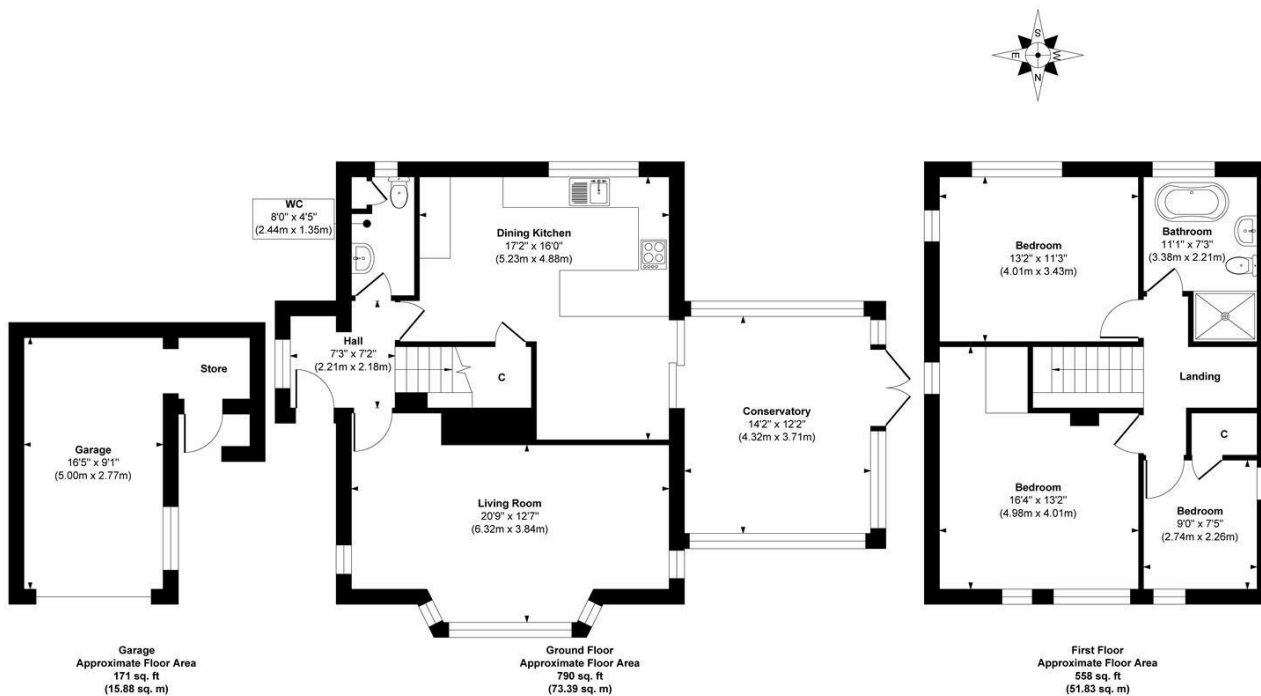 S
E
W
N
WC
8'0" x 4'5"
(2.44m x 1.35m)
Dining Kitchen
17'2" x 16'0"
(5.23m x 4.88m)
Hall
7'3" x 7'2"
(2.21m x 2.18m)
C
Store
Garage
16'5" x 9'1"
(5.00m x 2.77m)
Conservatory
14'2" x 12'2"
(4.32m x 3.71m)
Living Room
20'9" x 12'7"
(6.32m x 3.84m)
Bedroom
13'2" x 11'3"
(4.01m x 3.43m)
Bathroom
11'1" x 7'3"
(3.38m x 2.21m)
Landing
C
Bedroom
16'4" x 13'2"
(4.98m x 4.01m)
Bedroom
9'0" x 7'5"
(2.74m x 2.26m)
Garage
Approximate Floor Area
171 sq. ft
(15.88 sq. m)
Ground Floor
Approximate Floor Area
790 sq. ft
(73.39 sq. m)
First Floor
Approximate Floor Area
558 sq. ft
(51.83 sq. m)